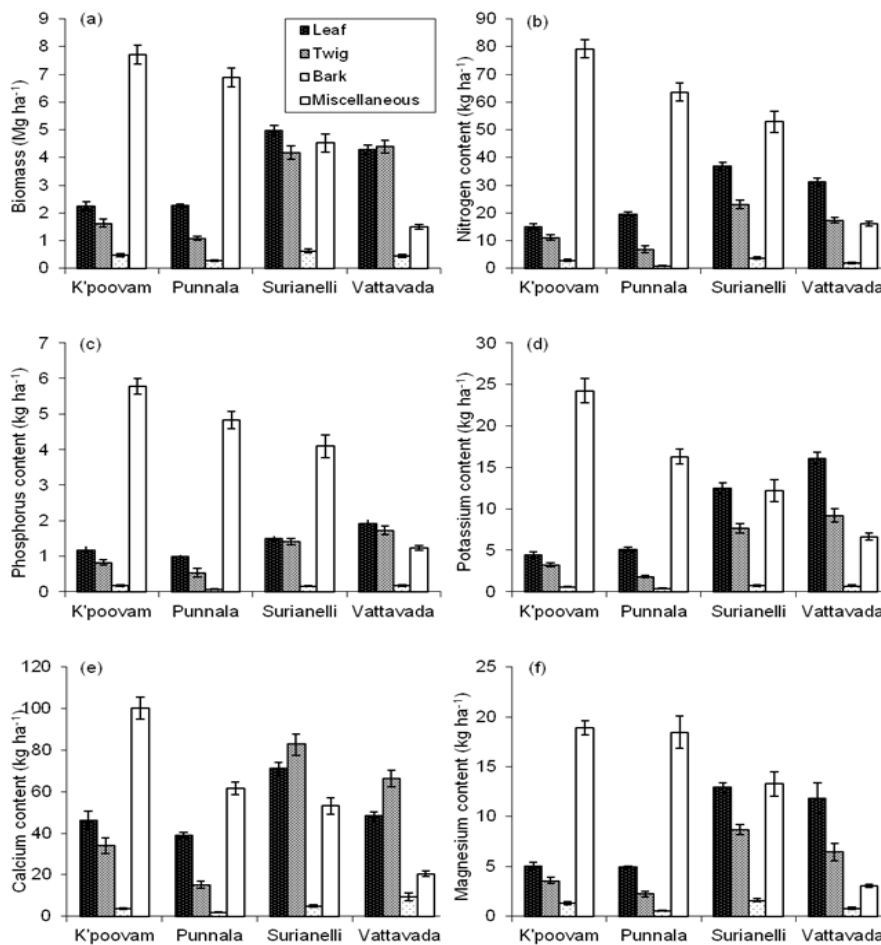 (a)
Leaf
Twig
Bark
Miscellaneous
Biomass (Mg ha⁻¹)
9
8
7
6
5
4
3
2
1
0
K'poovam Punnala Surianelli Vattavada
(b)
Nitrogen content (kg ha⁻¹)
90
80
70
60
50
40
30
20
10
0
K'poovam Punnala Surianelli Vattavada
(c)
Phosphorus content (kg ha⁻¹)
7
6
5
4
3
2
1
0
K'poovam Punnala Surianelli Vattavada
(d)
Potassium content (kg ha⁻¹)
30
25
20
15
10
5
0
K'poovam Punnala Surianelli Vattavada
(e)
Calcium content (kg ha⁻¹)
120
100
80
60
40
20
0
K'poovam Punnala Surianelli Vattavada
(f)
Magnesium content (kg ha⁻¹)
25
20
15
10
5
0
K'poovam Punnala Surianelli Vattavada